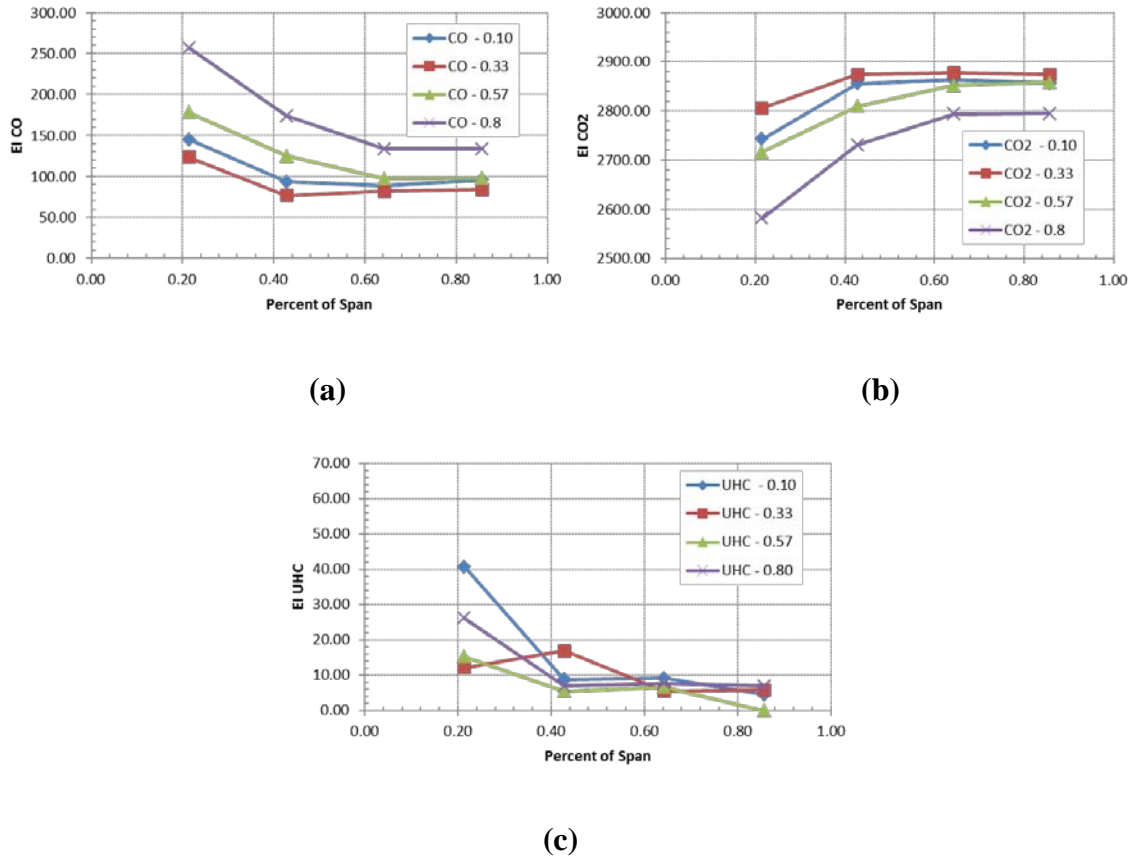 300.00
250.00
200.00
150.00
100.00
50.00
0.00
EI CO
CO - 0.10
CO - 0.33
CO - 0.57
CO - 0.8
0.00 0.20 0.40 0.60 0.80 1.00
Percent of Span
3000
2900
2800
2700
2600
2500
EI CO2
CO2 - 0.10
CO2 - 0.33
CO2 - 0.57
CO2 - 0.8
0.00 0.20 0.40 0.60 0.80 1.00
Percent of Span
(a)
(b)
70.00
60.00
50.00
40.00
30.00
20.00
10.00
0.00
EI UHC
UHC - 0.10
UHC - 0.33
UHC - 0.57
UHC - 0.80
0.00 0.20 0.40 0.60 0.80 1.00
Percent of Span
(c)